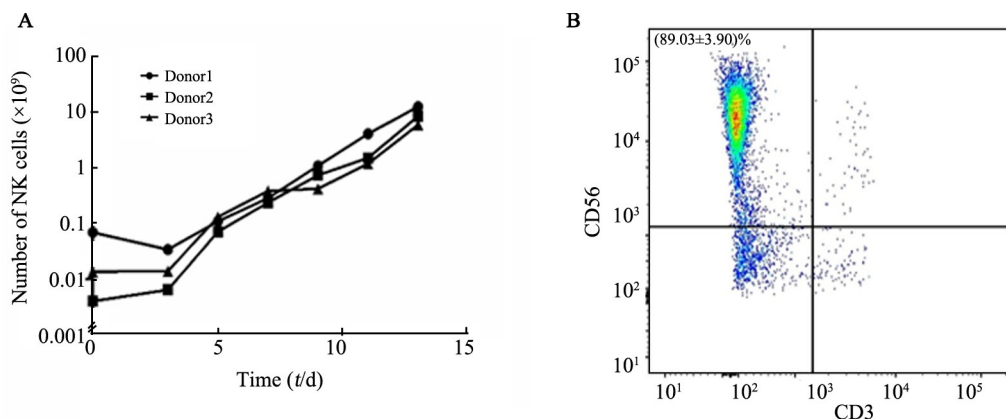 A
Number of NK cells (×10⁹)
100
10
1
0.1
0.01
0.001
Donor1
Donor2
Donor3
0
5
10
15
Time (t/d)
B
(89.03±3.90)%
CD56
10⁵
10⁴
10³
10²
10¹
10¹
10²
10³
10⁴
10⁵
CD3